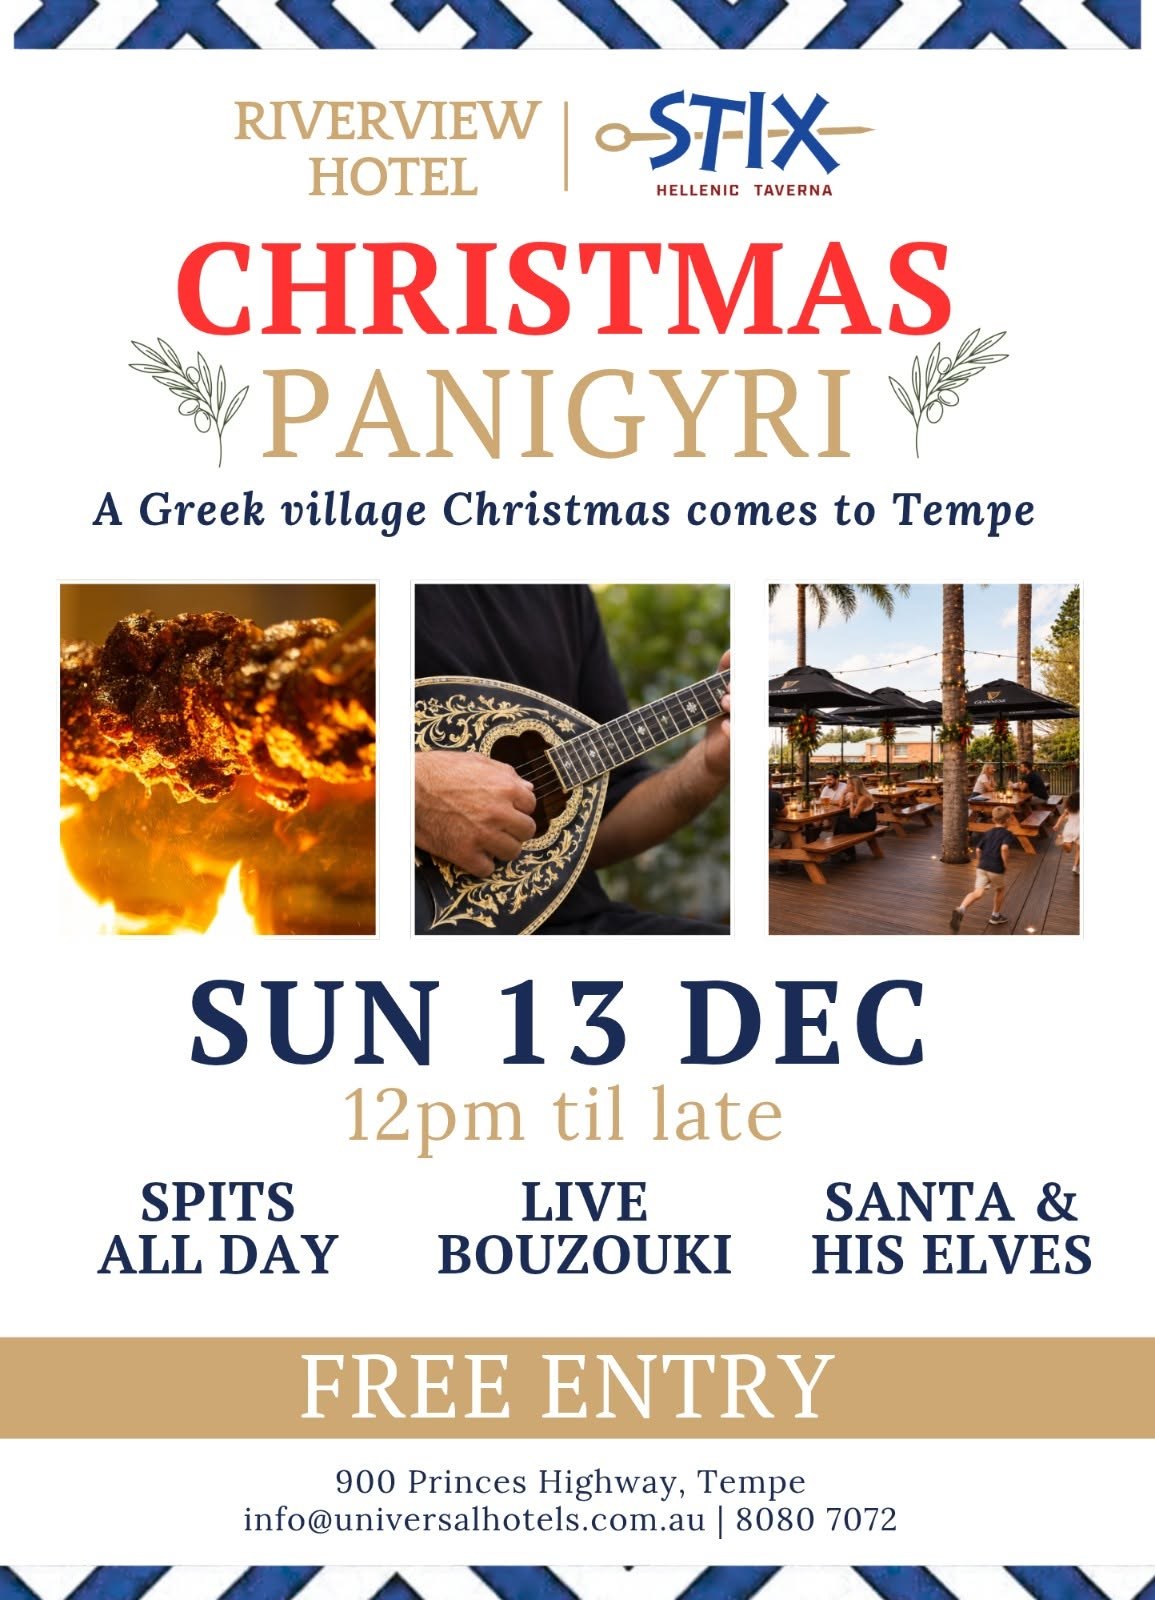 RIVERVIEW
HOTEL
STIX
HELLENIC TAVERNA
CHRISTMAS
PANIGYRI
A Greek village Christmas comes to Tempe
GUINNESS
SUN 13 DEC
12pm til late
SPITS
ALL DAY
LIVE
BOUZOUKI
SANTA &
HIS ELVES
FREE ENTRY
900 Princes Highway, Tempe
info@universalhotels.com.au | 8080 7072